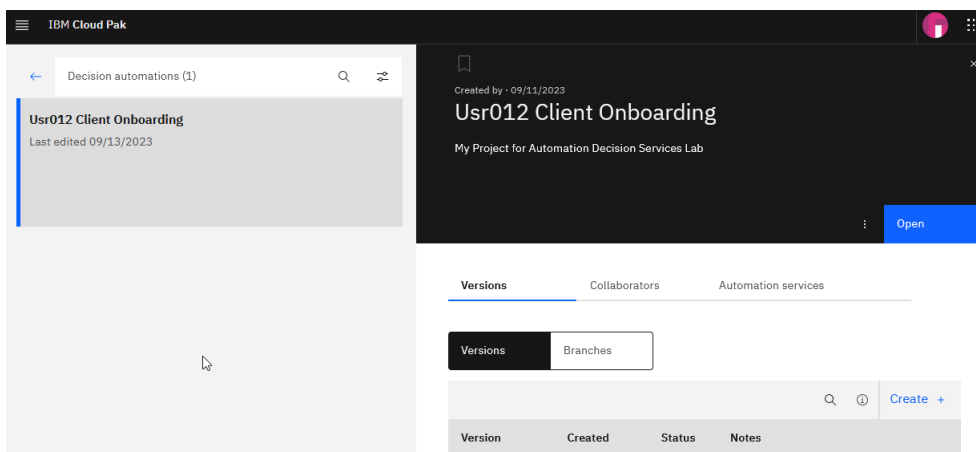 IBM Cloud Pak
Decision automations (1)
Usr012 Client Onboarding
Last edited 09/13/2023
Created by · 09/11/2023
Usr012 Client Onboarding
My Project for Automation Decision Services Lab
Open
Versions Collaborators Automation services
Versions Branches
Create +
Version Created Status Notes